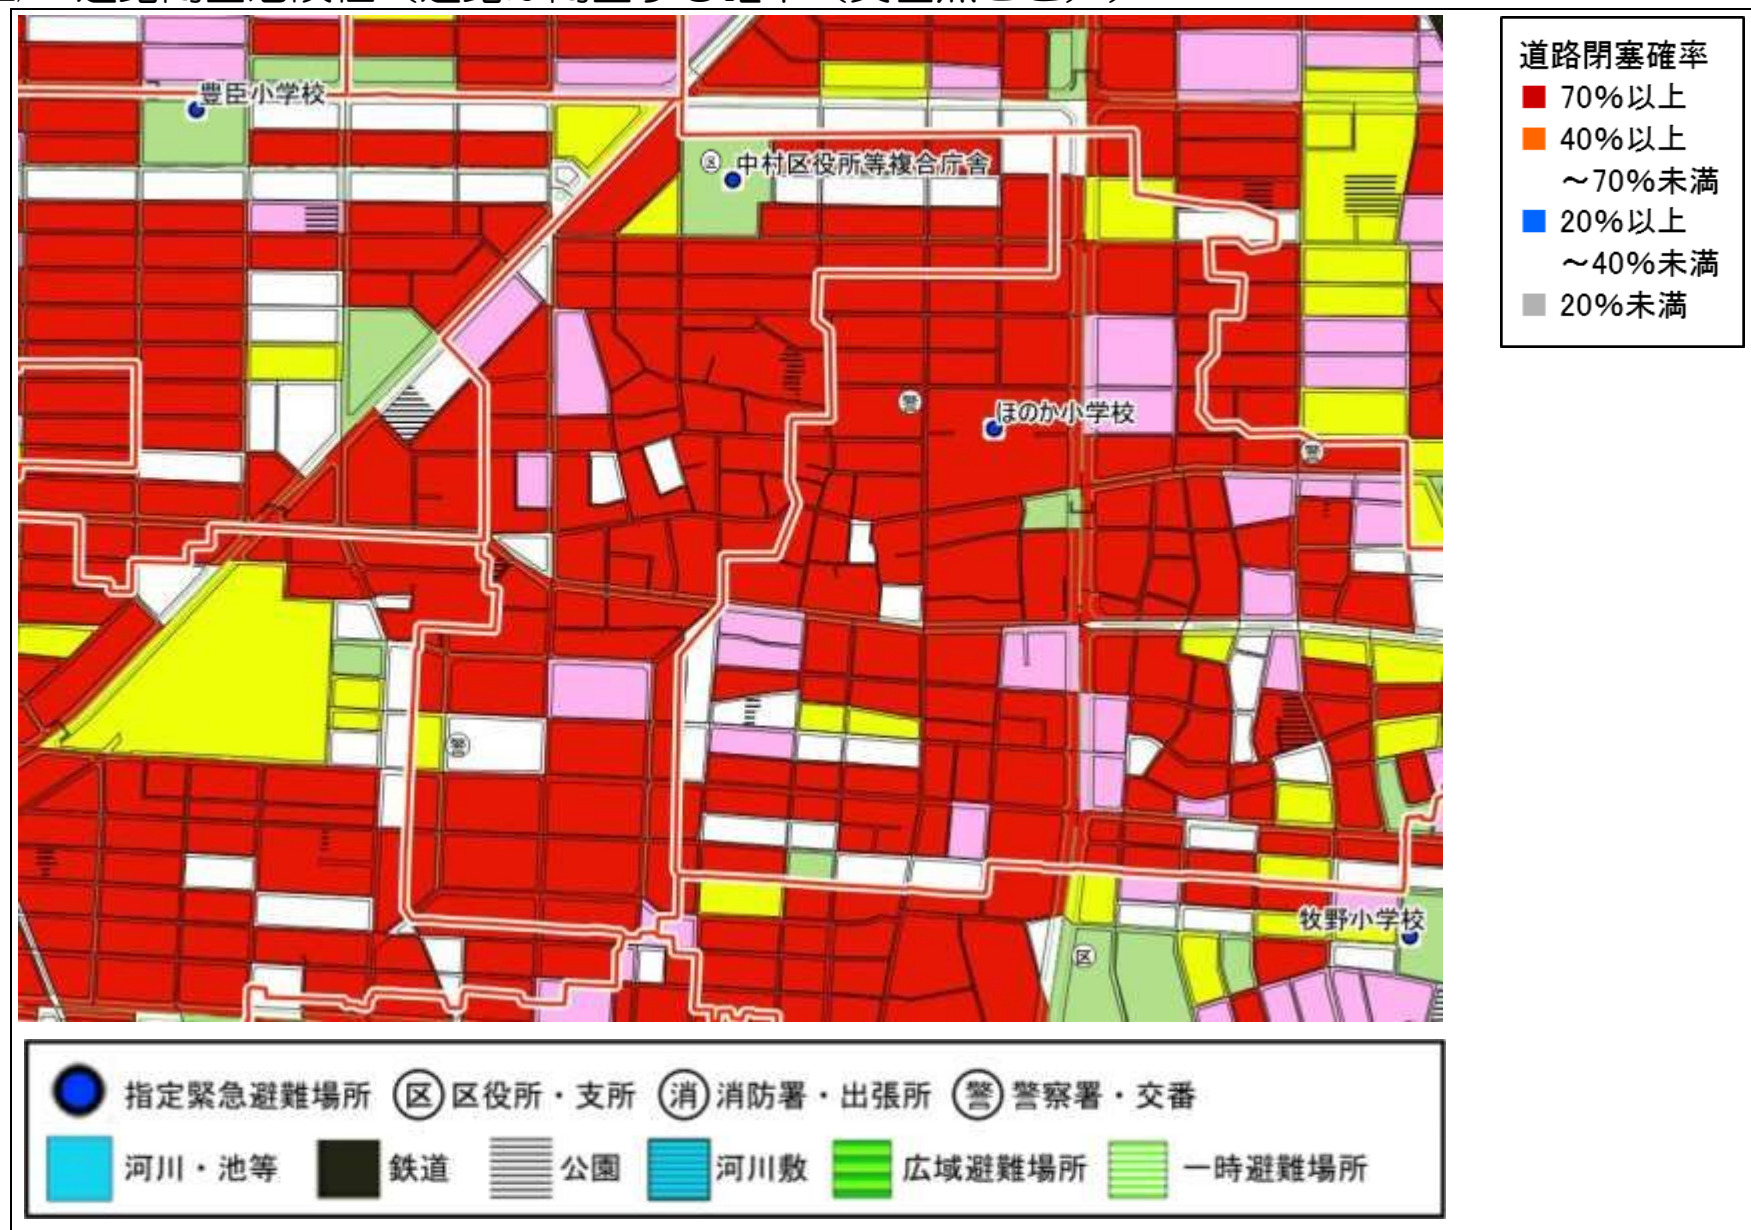 道路閉塞確率
70%以上
40%以上
~70%未満
20%以上
~40%未満
20%未満
豊臣小学校
区 中村区役所等複合庁舎
警
ほのか小学校
警
警
牧野小学校
区
指定緊急避難場所 区 区役所・支所 消 消防署・出張所 警 警察署・交番
河川・池等 鉄道 公園 河川敷 広域避難場所 一時避難場所